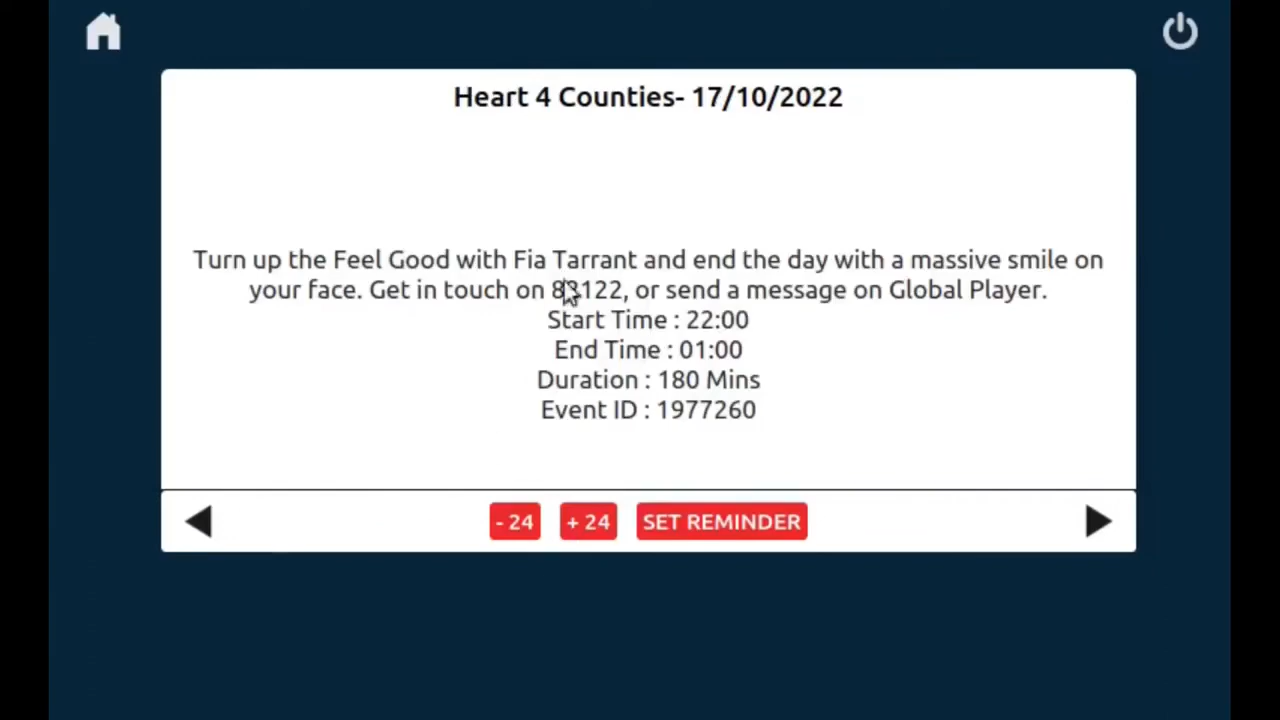 Heart 4 Counties- 17/10/2022
Turn up the Feel Good with Fia Tarrant and end the day with a massive smile on
your face. Get in touch on 83122, or send a message on Global Player.
Start Time : 22:00
End Time : 01:00
Duration : 180 Mins
Event ID : 1977260
- 24 + 24 SET REMINDER